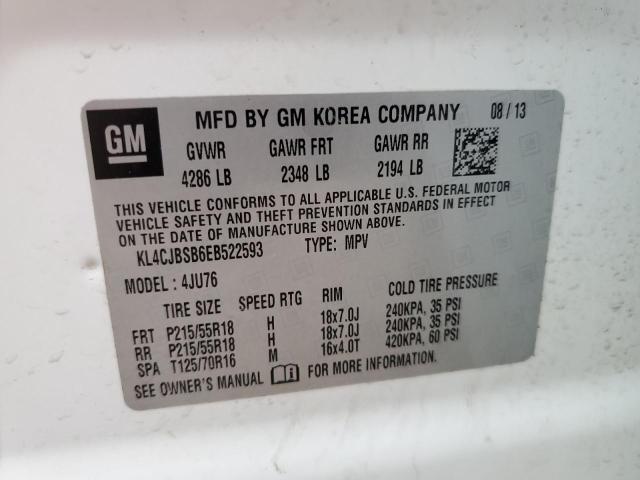 GM
MFD BY GM KOREA COMPANY 08 / 13
GVWR GAWR FRT GAWR RR
4286 LB 2348 LB 2194 LB
THIS VEHICLE CONFORMS TO ALL APPLICABLE U.S. FEDERAL MOTOR
VEHICLE SAFETY AND THEFT PREVENTION STANDARDS IN EFFECT
ON THE DATE OF MANUFACTURE SHOWN ABOVE.
KL4CJBSB6EB522593 TYPE: MPV
MODEL : 4JU76
TIRE SIZE SPEED RTG RIM COLD TIRE PRESSURE
FRT P215/55R18 H 18x7.0J 240KPA, 35 PSI
RR P215/55R18 H 18x7.0J 240KPA, 35 PSI
SPA T125/70R16 M 16x4.0T 420KPA, 60 PSI
SEE OWNER'S MANUAL FOR MORE INFORMATION.